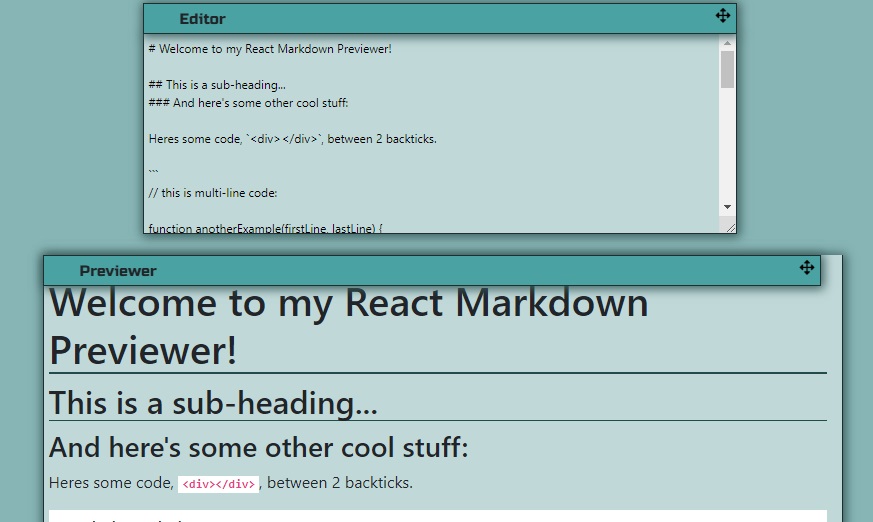 Editor
# Welcome to my React Markdown Previewer!
## This is a sub-heading...
### And here's some other cool stuff:
Heres some code, `<div></div>`, between 2 backticks.
```
// this is multi-line code:
function anotherExample(firstLine, lastLine) {
Previewer
Welcome to my React Markdown
Previewer!
This is a sub-heading...
And here's some other cool stuff:
Heres some code, <div></div>, between 2 backticks.